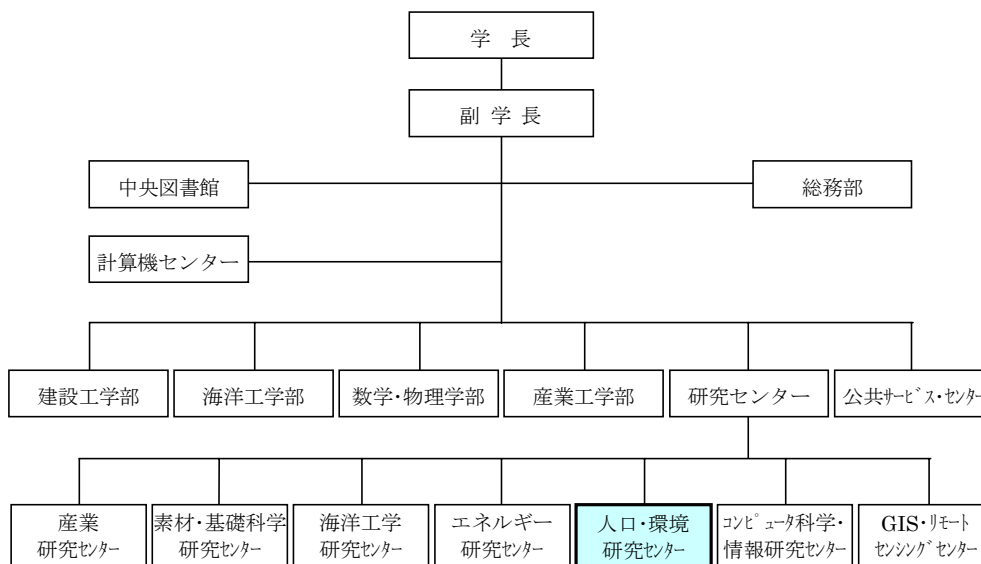 学 長
副 学 長
中央図書館
総務部
計算機センター
建設工学部
海洋工学部
数学・物理学部
産業工学部
研究センター
公共ｻｰﾋﾞｽ・ｾﾝﾀｰ
産業
研究ｾﾝﾀｰ
素材・基礎科学
研究ｾﾝﾀｰ
海洋工学
研究ｾﾝﾀｰ
エネルギー
研究ｾﾝﾀｰ
人口・環境
研究ｾﾝﾀｰ
ｺﾝﾋﾟｭｰﾀ科学・
情報研究ｾﾝﾀｰ
GIS・ﾘﾓｰﾄ
ｾﾝｼﾝｸﾞｾﾝﾀｰ